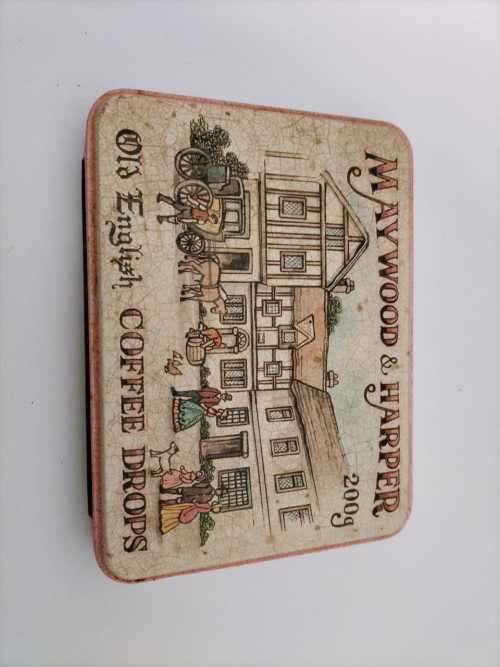 MAYWOOD & HARPER
200g
Old English COFFEE DROPS